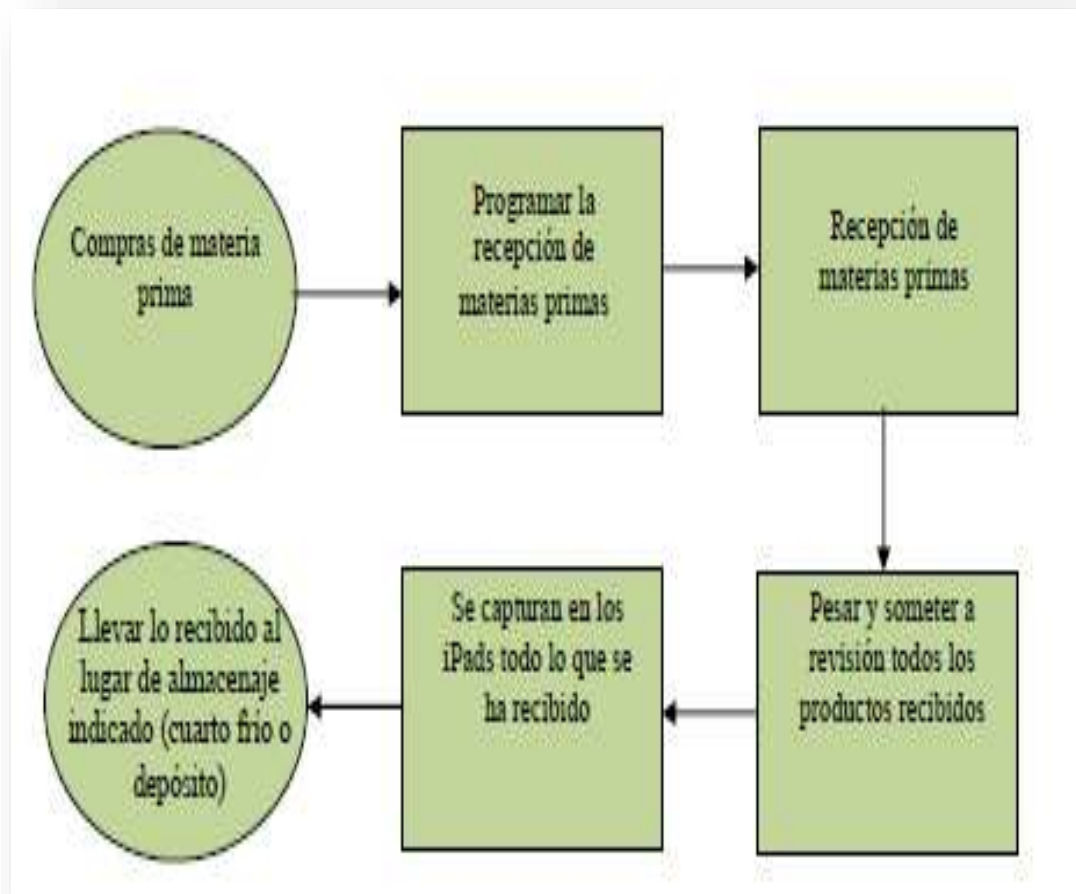 Compras de materia
prima
Programar la
recepción de
materias primas
Recepción de
materias primas
Pesar y someter a
revisión todos los
productos recibidos
Se capturan en los
iPads todo lo que se
ha recibido
Llevar lo recibido al
lugar de almacenaje
indicado (cuarto frio o
depósito)